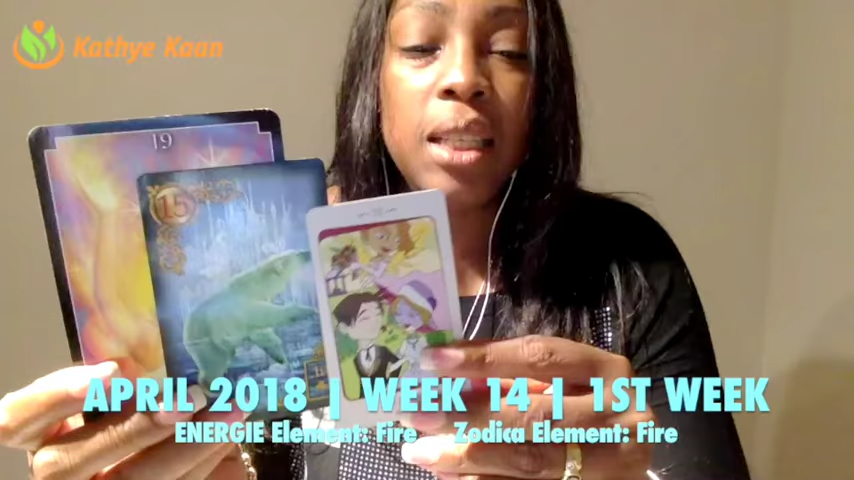 Kathye Kaan
19
15
APRIL 2018 | WEEK 14 | 1ST WEEK
ENERGIE Element: Fire, Zodica Element: Fire